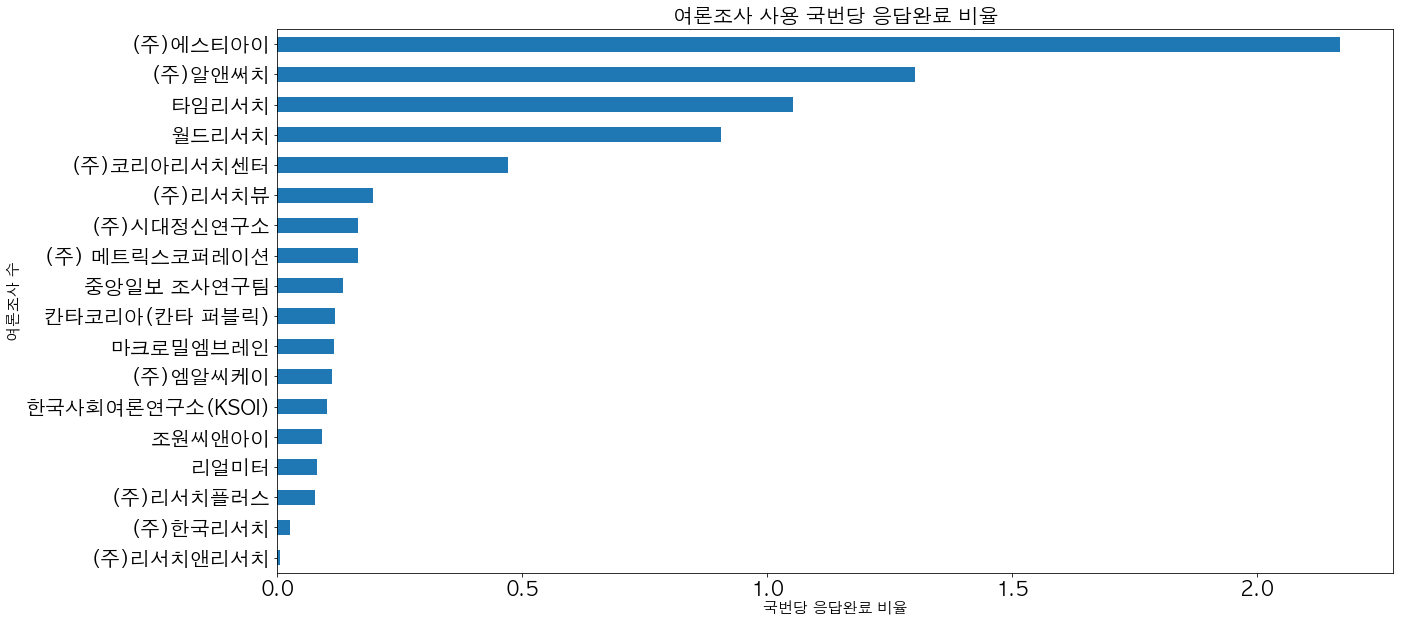 여론조사 사용 국번당 응답완료 비율
(주)에스티아이
(주)알앤써치
타임리서치
월드리서치
(주)코리아리서치센터
(주)리서치뷰
(주)시대정신연구소
(주) 메트릭스코퍼레이션
중앙일보 조사연구팀
칸타코리아(칸타 퍼블릭)
마크로밀엠브레인
(주)엠알씨케이
한국사회여론연구소(KSOI)
조원씨앤아이
리얼미터
(주)리서치플러스
(주)한국리서치
(주)리서치앤리서치
여론조사 수
0.0 0.5 1.0 1.5 2.0
국번당 응답완료 비율